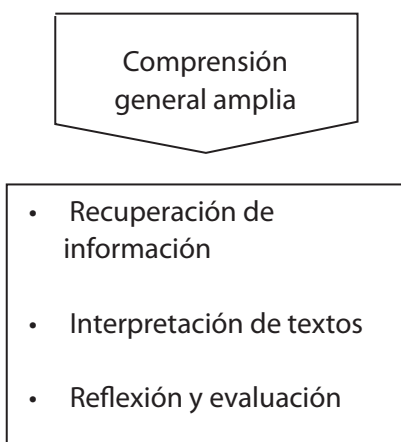 Comprensión
general amplia
• Recuperación de
información
• Interpretación de textos
• Reflexión y evaluación